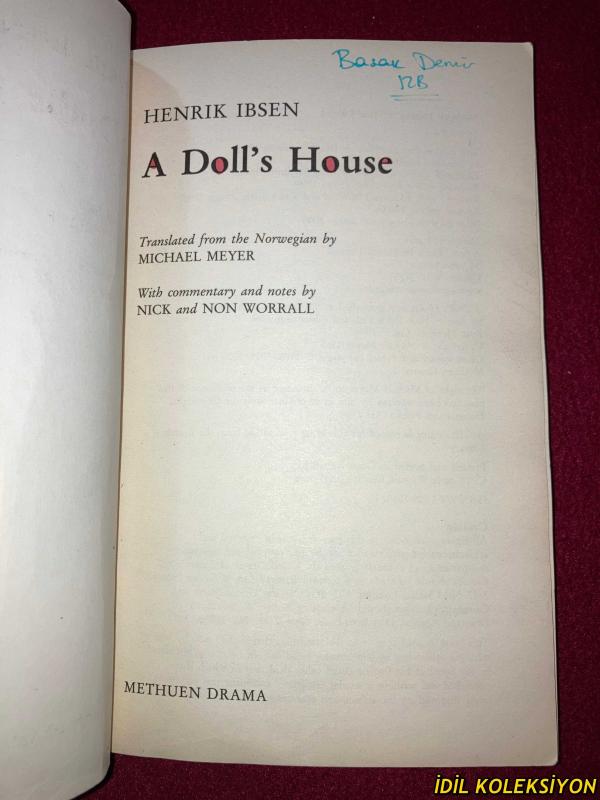 Basak Demir
12B
HENRIK IBSEN
A Doll's House
Translated from the Norwegian by
MICHAEL MEYER
With commentary and notes by
NICK and NON WORRALL
METHUEN DRAMA
İDİL KOLEKSİYON